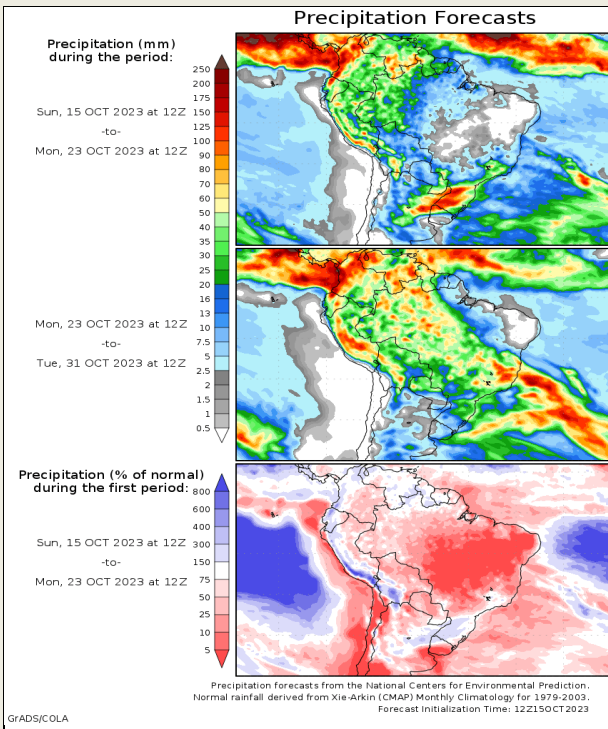 Precipitation Forecasts
Precipitation (mm)
during the period:
Sun, 15 OCT 2023 at 12Z
-to-
Mon, 23 OCT 2023 at 12Z
250
200
175
150
125
100
90
80
70
60
50
40
35
30
25
20
16
13
10
7.5
5
2.5
2
1.5
1
0.5
Mon, 23 OCT 2023 at 12Z
-to-
Tue, 31 OCT 2023 at 12Z
Precipitation (% of normal)
during the first period:
Sun, 15 OCT 2023 at 12Z
-to-
Mon, 23 OCT 2023 at 12Z
800
600
400
300
150
75
50
25
10
5
Precipitation forecasts from the National Centers for Environmental Prediction.
Normal rainfall derived from Xie-Arkin (CMAP) Monthly Climatology for 1979-2003.
Forecast Initialization Time: 12Z15OCT2023
GrADS/COLA